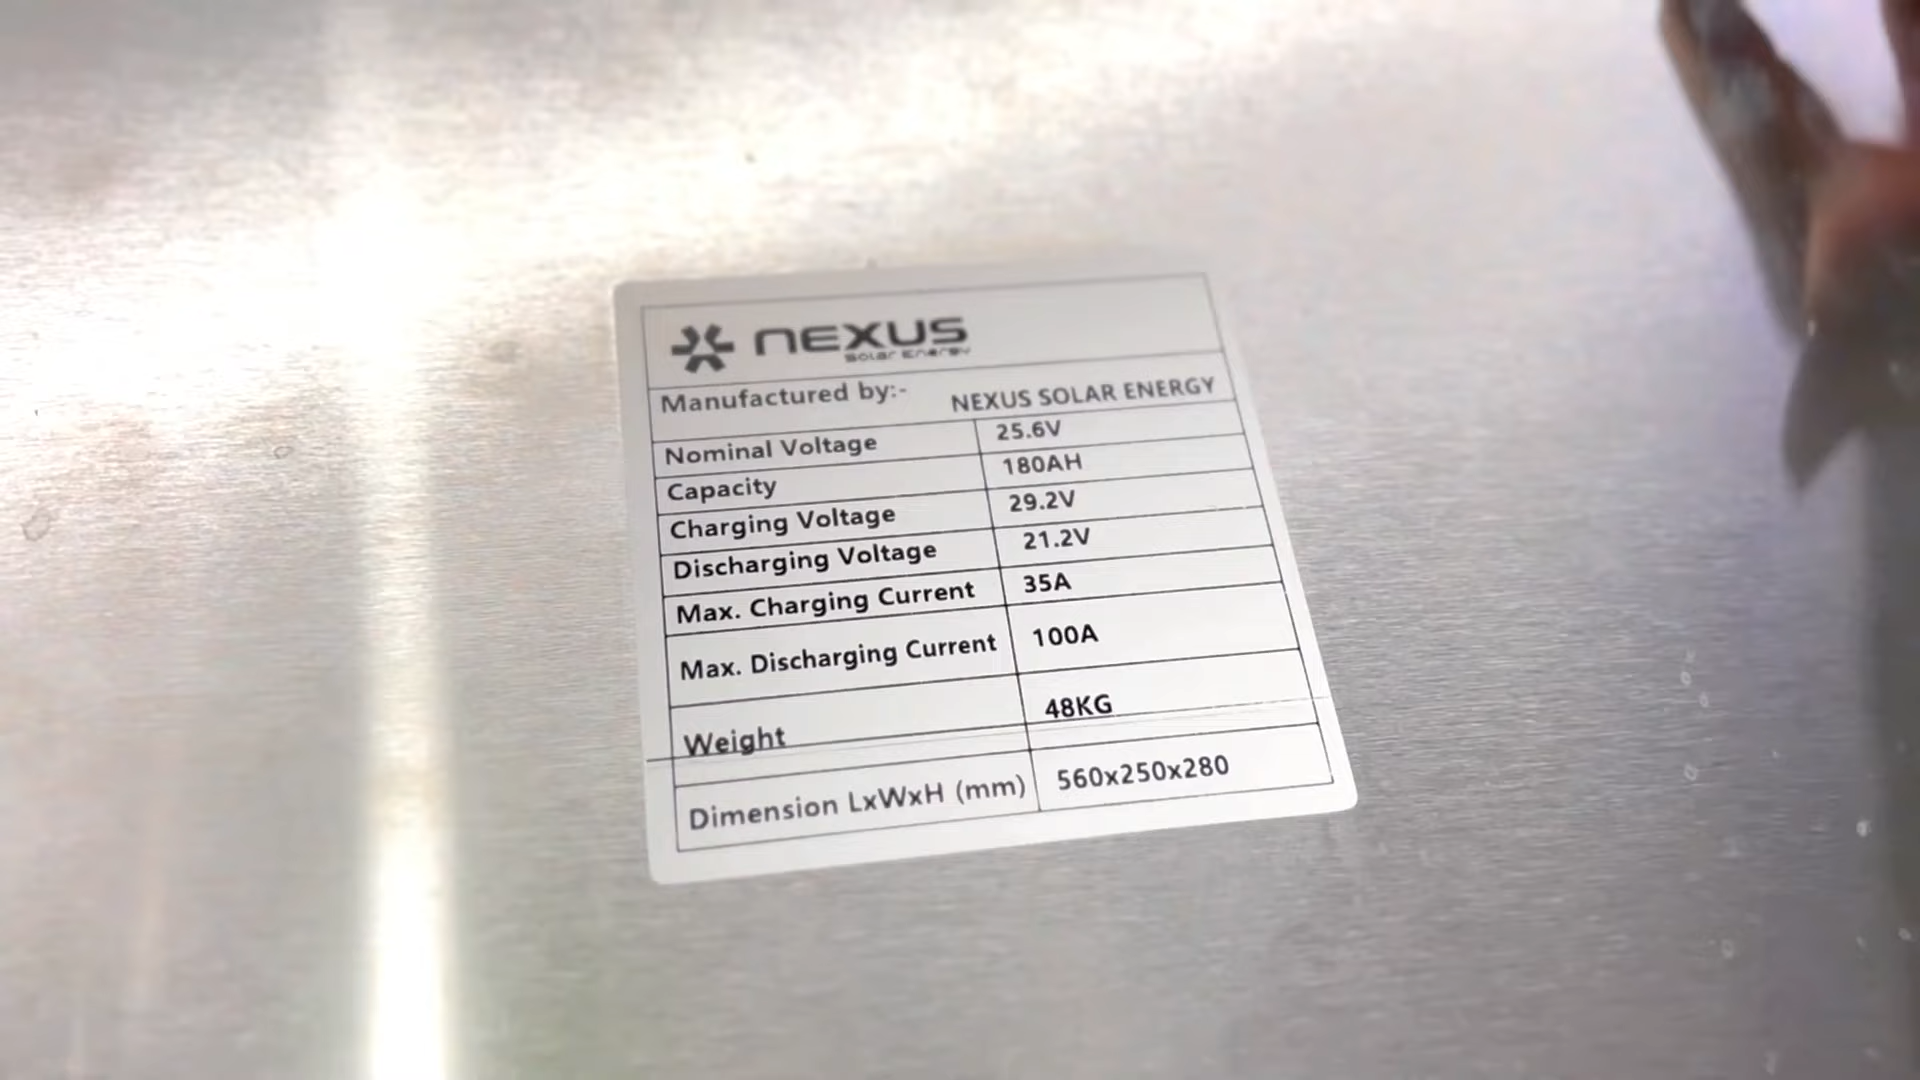 NEXUS
Solar Energy
Manufactured by:- NEXUS SOLAR ENERGY
Nominal Voltage 25.6V
Capacity 180AH
Charging Voltage 29.2V
Discharging Voltage 21.2V
Max. Charging Current 35A
Max. Discharging Current 100A
Weight 48KG
Dimension LxWxH (mm) 560x250x280